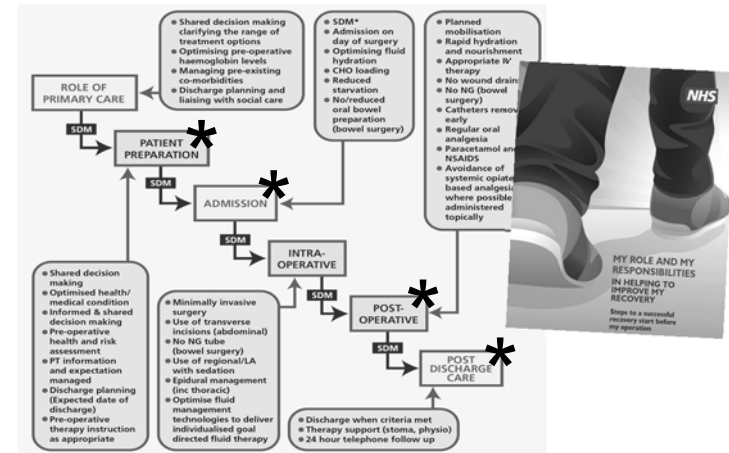 ● Shared decision making
clarifying the range of
treatment options
● Optimising pre-operative
haemoglobin levels
● Managing pre-existing
co-morbidities
● Discharge planning and
liaising with social care
● SDM*
● Admission on
day of surgery
● Optimising fluid
hydration
● CHO loading
● Reduced
starvation
● No/reduced
oral bowel
preparation
(bowel surgery)
● Planned
mobilisation
● Rapid hydration
and nourishment
● Appropriate IV
therapy
● No wound drains
● No NG (bowel
surgery)
● Catheters
early
● Regular oral
analgesia
● Paracetamol and
NSAIDS
● Avoidance of
systemic opiate
based analgesia
where possible
administered
topically
ROLE OF
PRIMARY CARE
SDM
PATIENT
PREPARATION
*
SDM
ADMISSION
*
SDM
INTRA-
OPERATIVE
SDM
POST-
OPERATIVE
*
SDM
POST
DISCHARGE
CARE
*
● Shared decision
making
● Optimised health/
medical condition
● Informed & shared
decision making
● Pre-operative
health and risk
assessment
● PT information
and expectation
managed
● Discharge planning
(Expected date of
discharge)
● Pre-operative
therapy instruction
as appropriate
● Minimally invasive
surgery
● Use of transverse
incisions (abdominal)
● No NG tube
(bowel surgery)
● Use of regional/LA
with sedation
● Epidural management
(inc thoracic)
● Optimise fluid
management
technologies to deliver
individualised goal
directed fluid therapy
● Discharge when criteria met
● Therapy support (stoma, physio)
● 24 hour telephone follow up
NHS
MY ROLE AND MY
RESPONSIBILITIES
IN HELPING TO
IMPROVE MY
RECOVERY
Steps to a successful
recovery start before
my operation